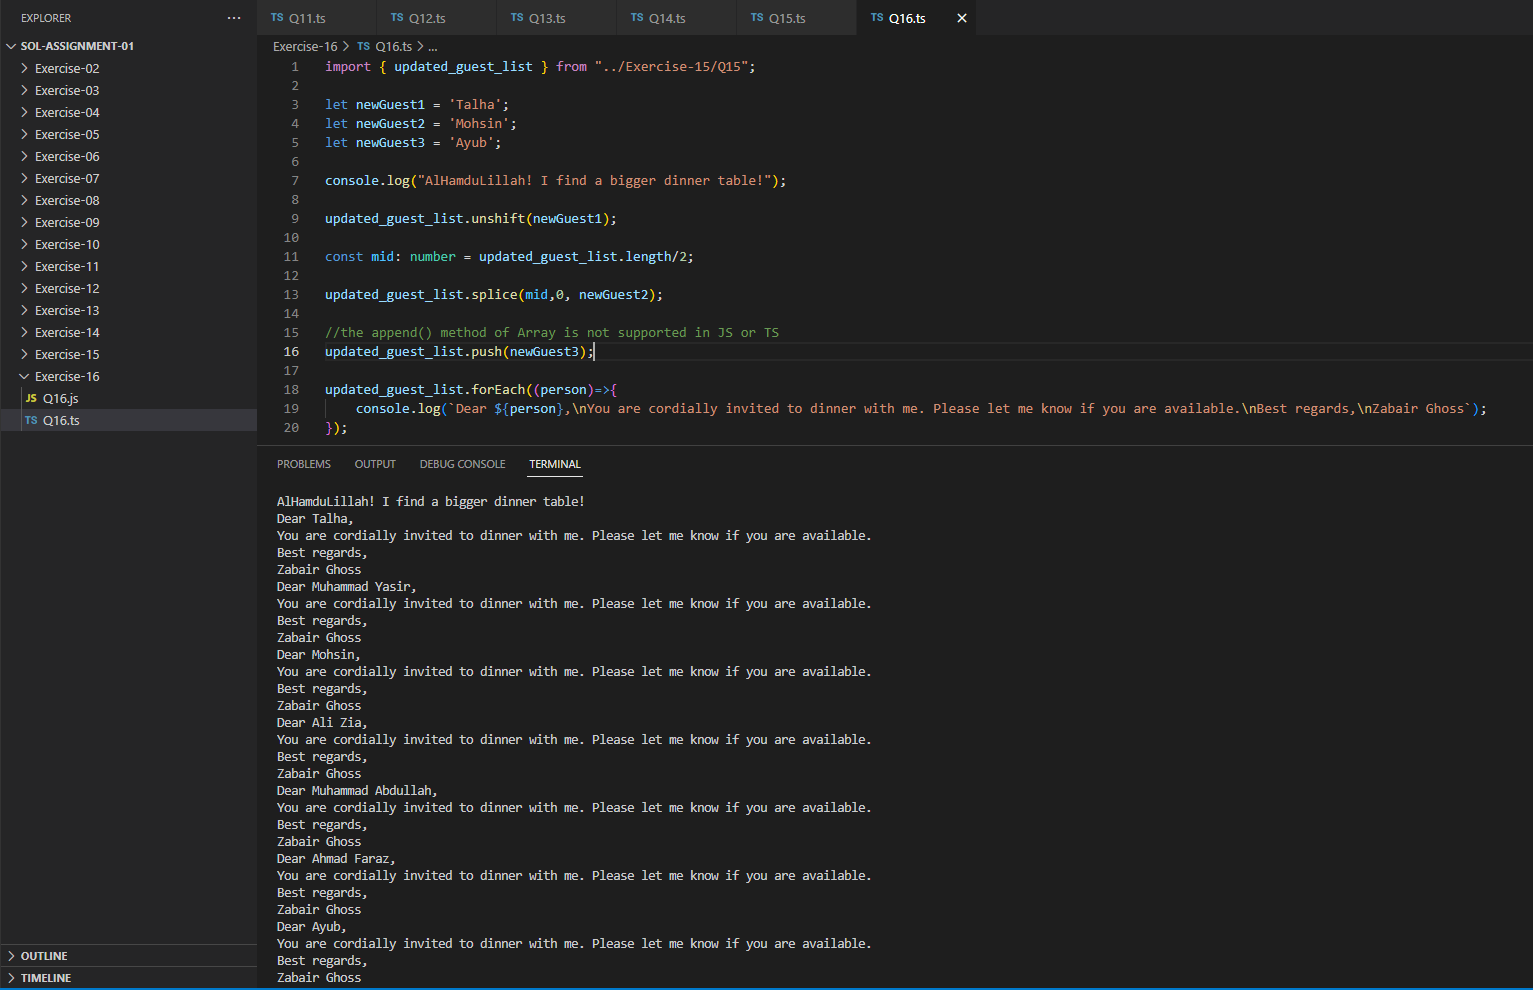 EXPLORER ...
SOL-ASSIGNMENT-01
Exercise-02
Exercise-03
Exercise-04
Exercise-05
Exercise-06
Exercise-07
Exercise-08
Exercise-09
Exercise-10
Exercise-11
Exercise-12
Exercise-13
Exercise-14
Exercise-15
Exercise-16
JS Q16.js
TS Q16.ts
OUTLINE
TIMELINE
TS Q11.ts TS Q12.ts TS Q13.ts TS Q14.ts TS Q15.ts TS Q16.ts
Exercise-16 > TS Q16.ts > ...
1 import { updated_guest_list } from "../Exercise-15/Q15";
2
3 let newGuest1 = 'Talha';
4 let newGuest2 = 'Mohsin';
5 let newGuest3 = 'Ayub';
6
7 console.log("AlHamduLillah! I find a bigger dinner table!");
8
9 updated_guest_list.unshift(newGuest1);
10
11 const mid: number = updated_guest_list.length/2;
12
13 updated_guest_list.splice(mid,0, newGuest2);
14
15 //the append() method of Array is not supported in JS or TS
16 updated_guest_list.push(newGuest3);
17
18 updated_guest_list.forEach((person)=>{
19 console.log(`Dear ${person},\nYou are cordially invited to dinner with me. Please let me know if you are available.\nBest regards,\nZabair Ghoss`);
20 });
PROBLEMS OUTPUT DEBUG CONSOLE TERMINAL
AlHamduLillah! I find a bigger dinner table!
Dear Talha,
You are cordially invited to dinner with me. Please let me know if you are available.
Best regards,
Zabair Ghoss
Dear Muhammad Yasir,
You are cordially invited to dinner with me. Please let me know if you are available.
Best regards,
Zabair Ghoss
Dear Mohsin,
You are cordially invited to dinner with me. Please let me know if you are available.
Best regards,
Zabair Ghoss
Dear Ali Zia,
You are cordially invited to dinner with me. Please let me know if you are available.
Best regards,
Zabair Ghoss
Dear Muhammad Abdullah,
You are cordially invited to dinner with me. Please let me know if you are available.
Best regards,
Zabair Ghoss
Dear Ahmad Faraz,
You are cordially invited to dinner with me. Please let me know if you are available.
Best regards,
Zabair Ghoss
Dear Ayub,
You are cordially invited to dinner with me. Please let me know if you are available.
Best regards,
Zabair Ghoss